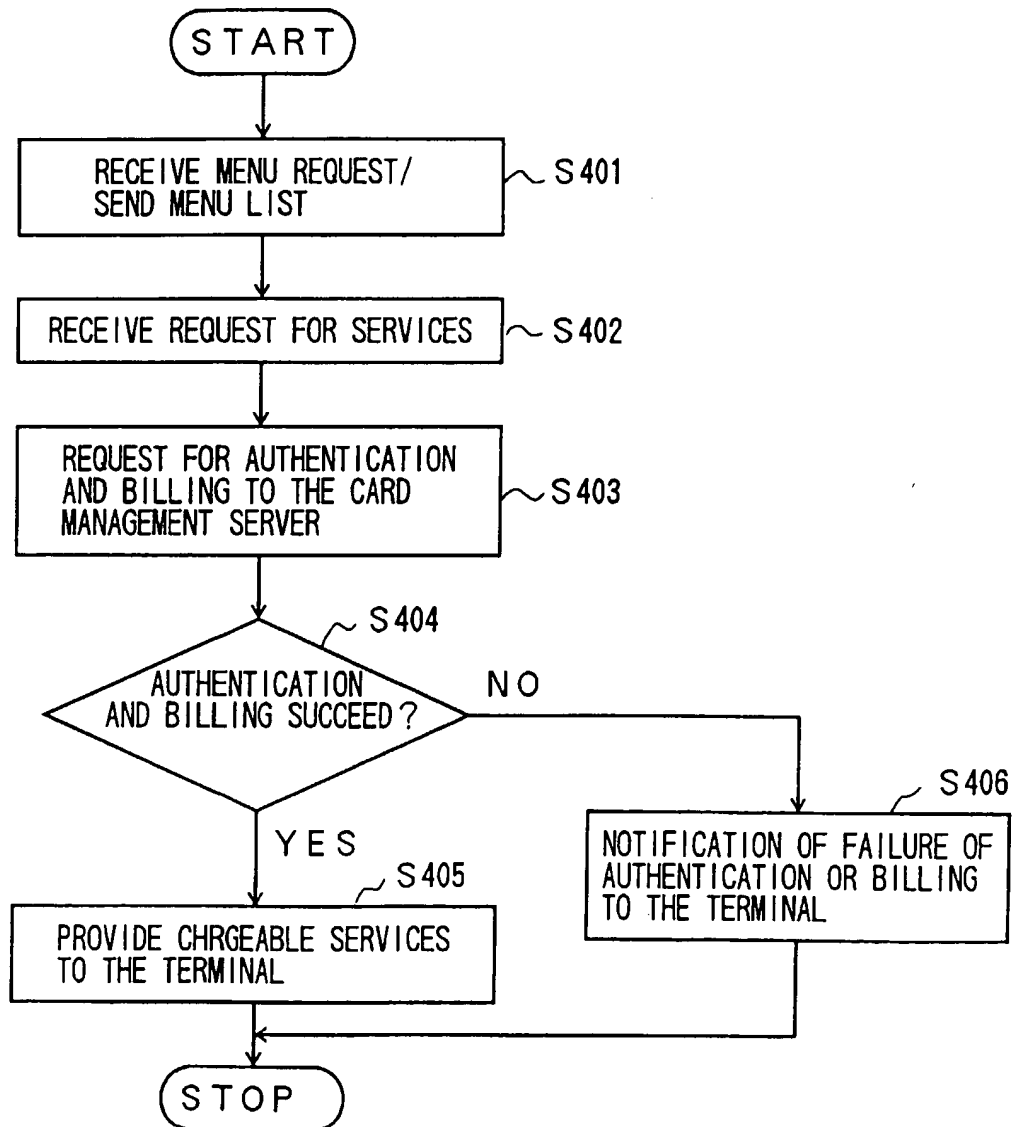 START
RECEIVE MENU REQUEST/
SEND MENU LIST
S401
RECEIVE REQUEST FOR SERVICES
S402
REQUEST FOR AUTHENTICATION
AND BILLING TO THE CARD
MANAGEMENT SERVER
S403
S404
AUTHENTICATION
AND BILLING SUCCEED?
NO
YES
S405
PROVIDE CHRGEABLE SERVICES
TO THE TERMINAL
S406
NOTIFICATION OF FAILURE OF
AUTHENTICATION OR BILLING
TO THE TERMINAL
STOP